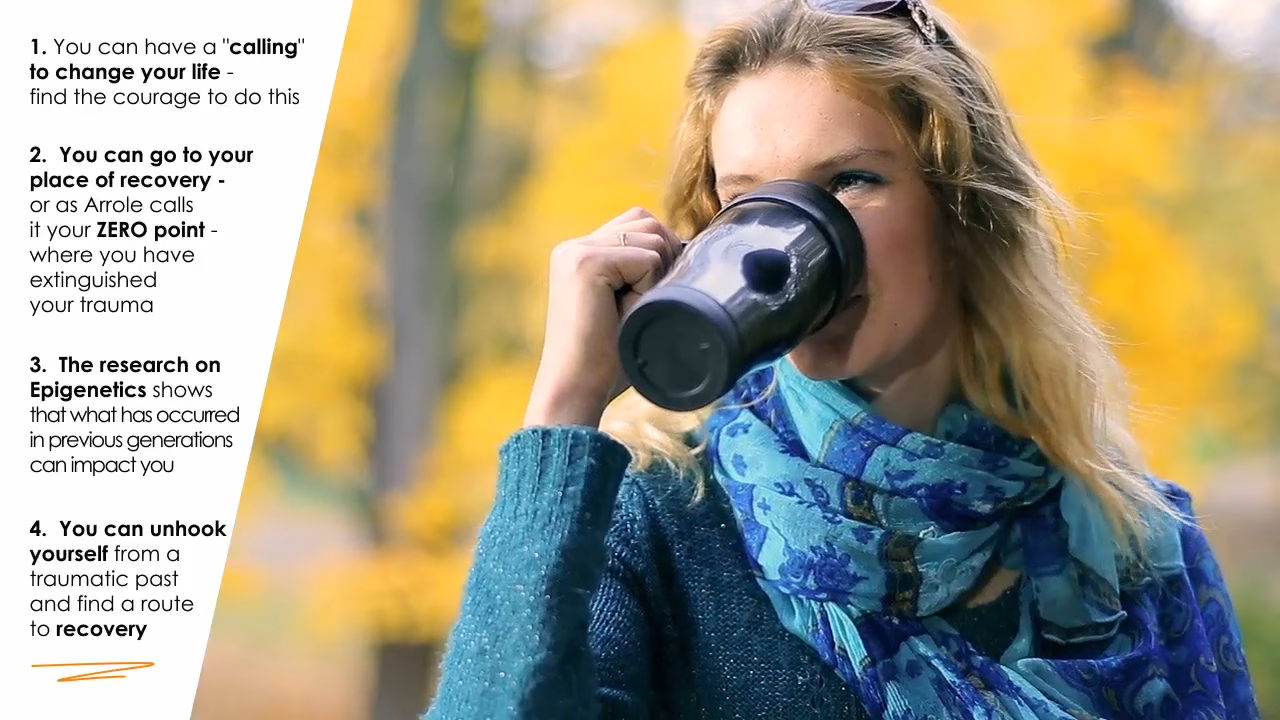 1. You can have a "calling"
to change your life -
find the courage to do this
2. You can go to your
place of recovery -
or as Arrole calls
it your ZERO point -
where you have
extinguished
your trauma
3. The research on
Epigenetics shows
that what has occurred
in previous generations
can impact you
4. You can unhook
yourself from a
traumatic past
and find a route
to recovery